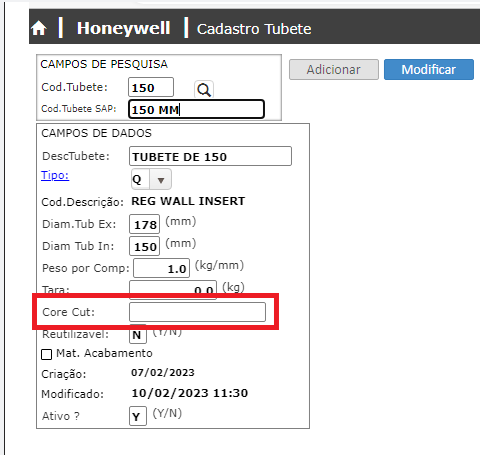 Honeywell | Cadastro Tubete
CAMPOS DE PESQUISA
Cod.Tubete: 150
Cod.Tubete SAP: 150 MM
Adicionar
Modificar
CAMPOS DE DADOS
DescTubete: TUBETE DE 150
Tipo: Q
Cod.Descrição: REG WALL INSERT
Diam.Tub Ex: 178 (mm)
Diam Tub In: 150 (mm)
Peso por Comp: 1.0 (kg/mm)
Tara: 0.0 (kg)
Core Cut:
Reutilizável: N (Y/N)
Mat. Acabamento
Criação: 07/02/2023
Modificado: 10/02/2023 11:30
Ativo ? Y (Y/N)